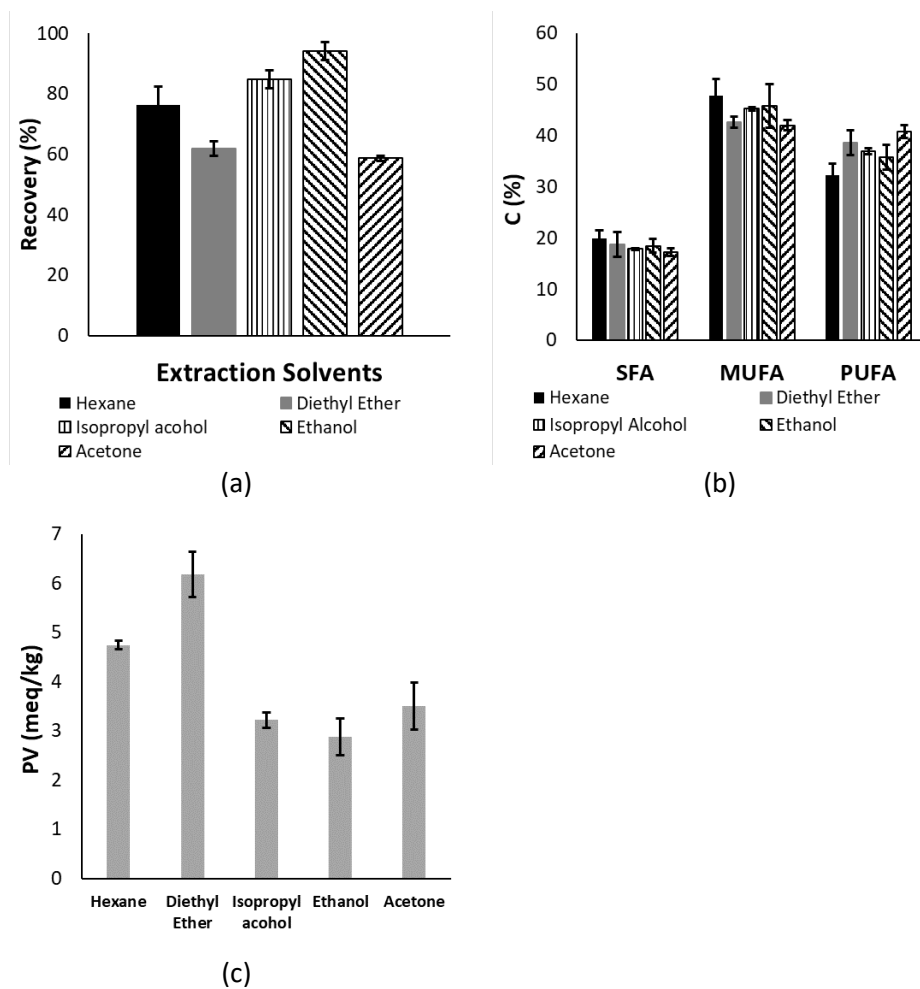 100
80
60
40
20
0
Recovery (%)
Extraction Solvents
Hexane Diethyl Ether
Isopropyl acohol Ethanol
Acetone
(a)
60
50
40
30
20
10
0
C (%)
SFA MUFA PUFA
Hexane Diethyl Ether
Isopropyl Alcohol Ethanol
Acetone
(b)
7
6
5
4
3
2
1
0
PV (meq/kg)
Hexane Diethyl Isopropyl Ethanol Acetone
Ether acohol
(c)